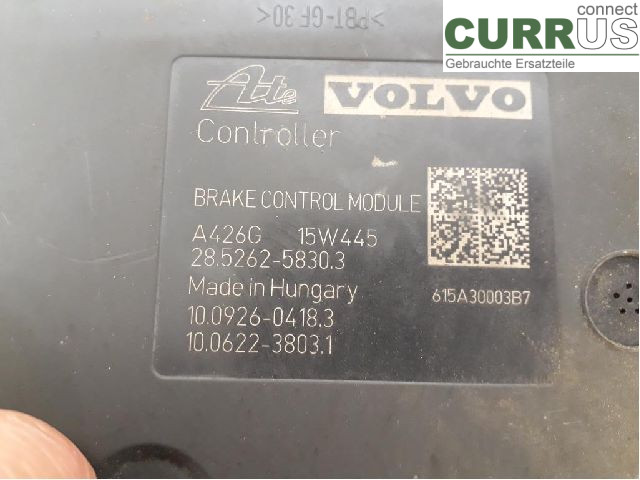 >PBT-GF30<
connect
CURRUS
Gebrauchte Ersatzteile
Ate VOLVO
Controller
BRAKE CONTROL MODULE
A426G 15W445
28.5262-5830.3
Made in Hungary
615A30003B7
10.0926-0418.3
10.0622-3803.1